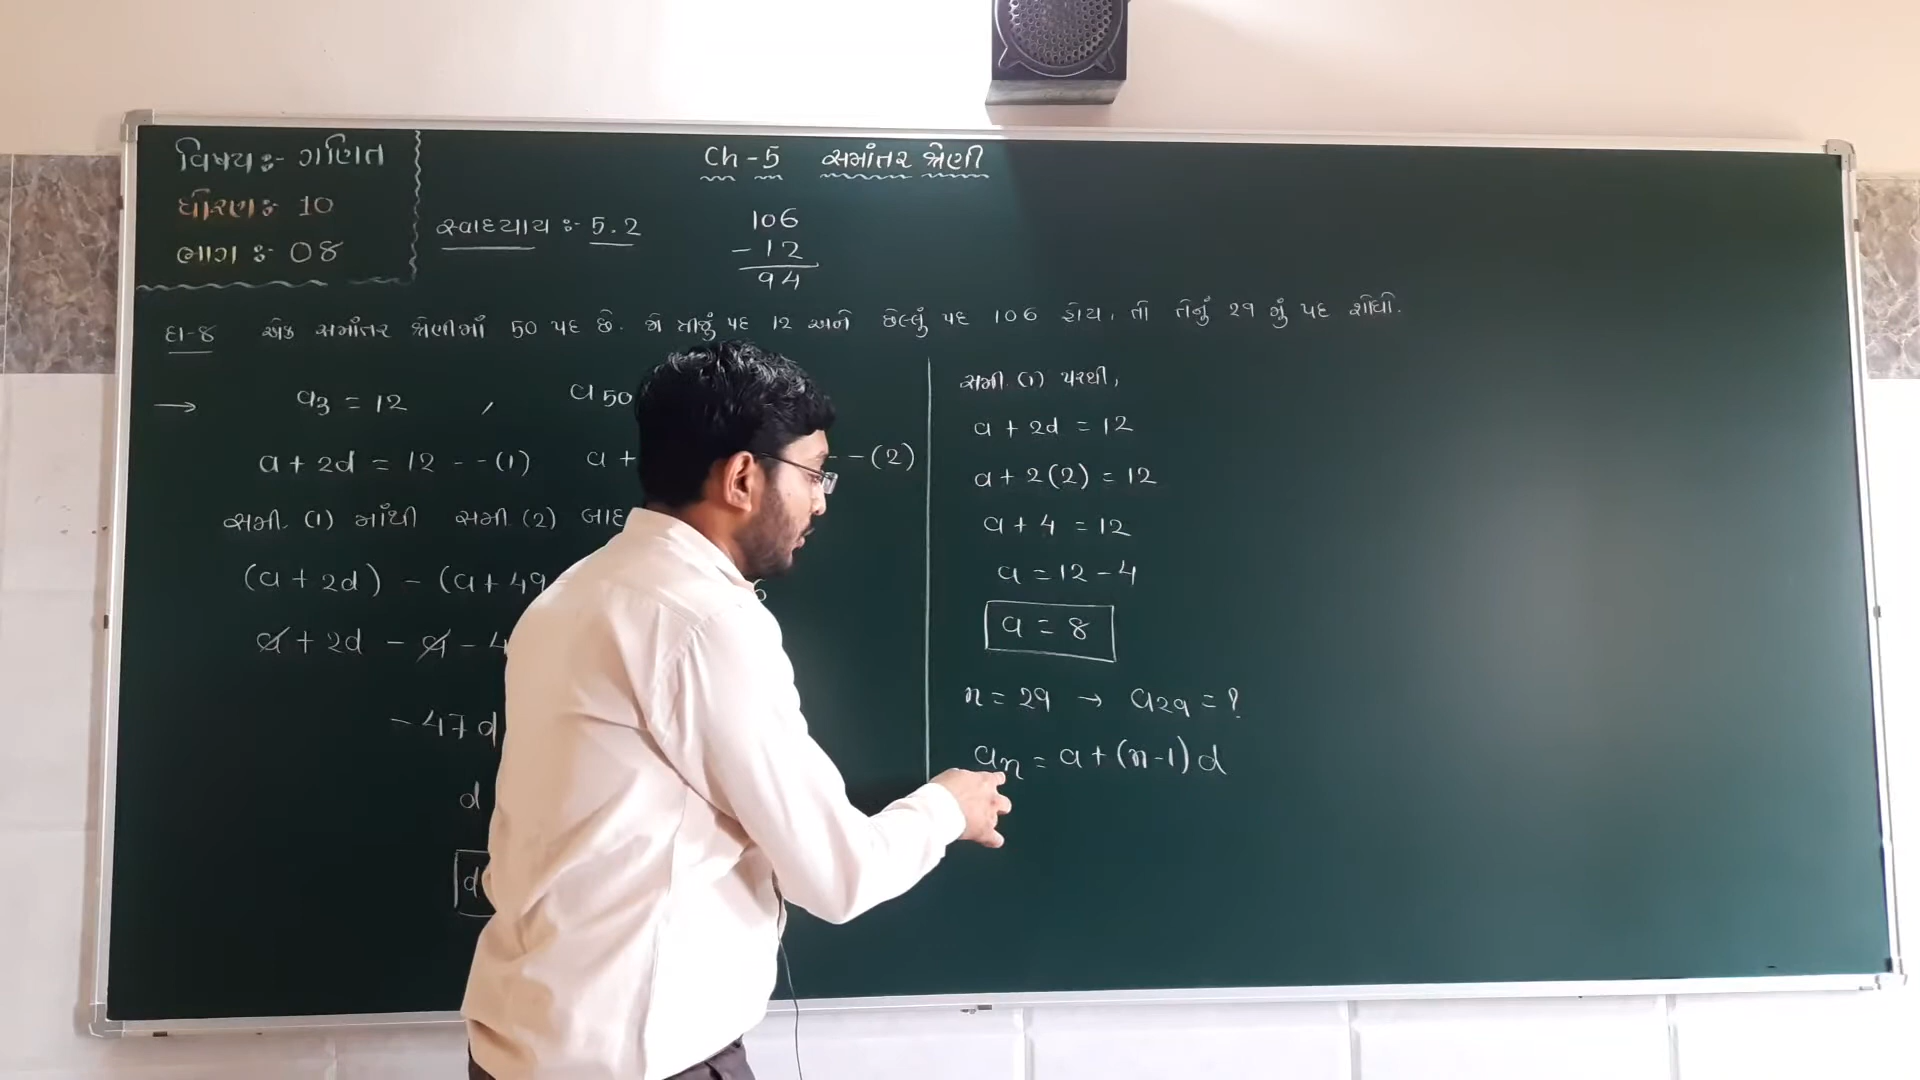 વિષય :- ગણિત
ધોરણ :- 10
ભાગ :- 08
Ch - 5 સમાંતર શ્રેણી
સ્વાધ્યાય :- 5.2
106
- 12
94
દા-8 એક સમાંતર શ્રેણીમાં 50 પદ છે. જો ત્રીજું પદ 12 અને છેલ્લું પદ 106 હોય, તો તેનું 29 મું પદ શોધો.
→ a3 = 12 , a50
a + 2d = 12 - - (1) a + - - (2)
સમી. (1) માંથી સમી. (2) બાદ
(a + 2d) - (a + 49
a + 2d - a - 4
- 47d
d
d
સમી. (1) પરથી,
a + 2d = 12
a + 2(2) = 12
a + 4 = 12
a = 12 - 4
a = 8
n = 29 → a29 = ?
an = a + (n-1) d